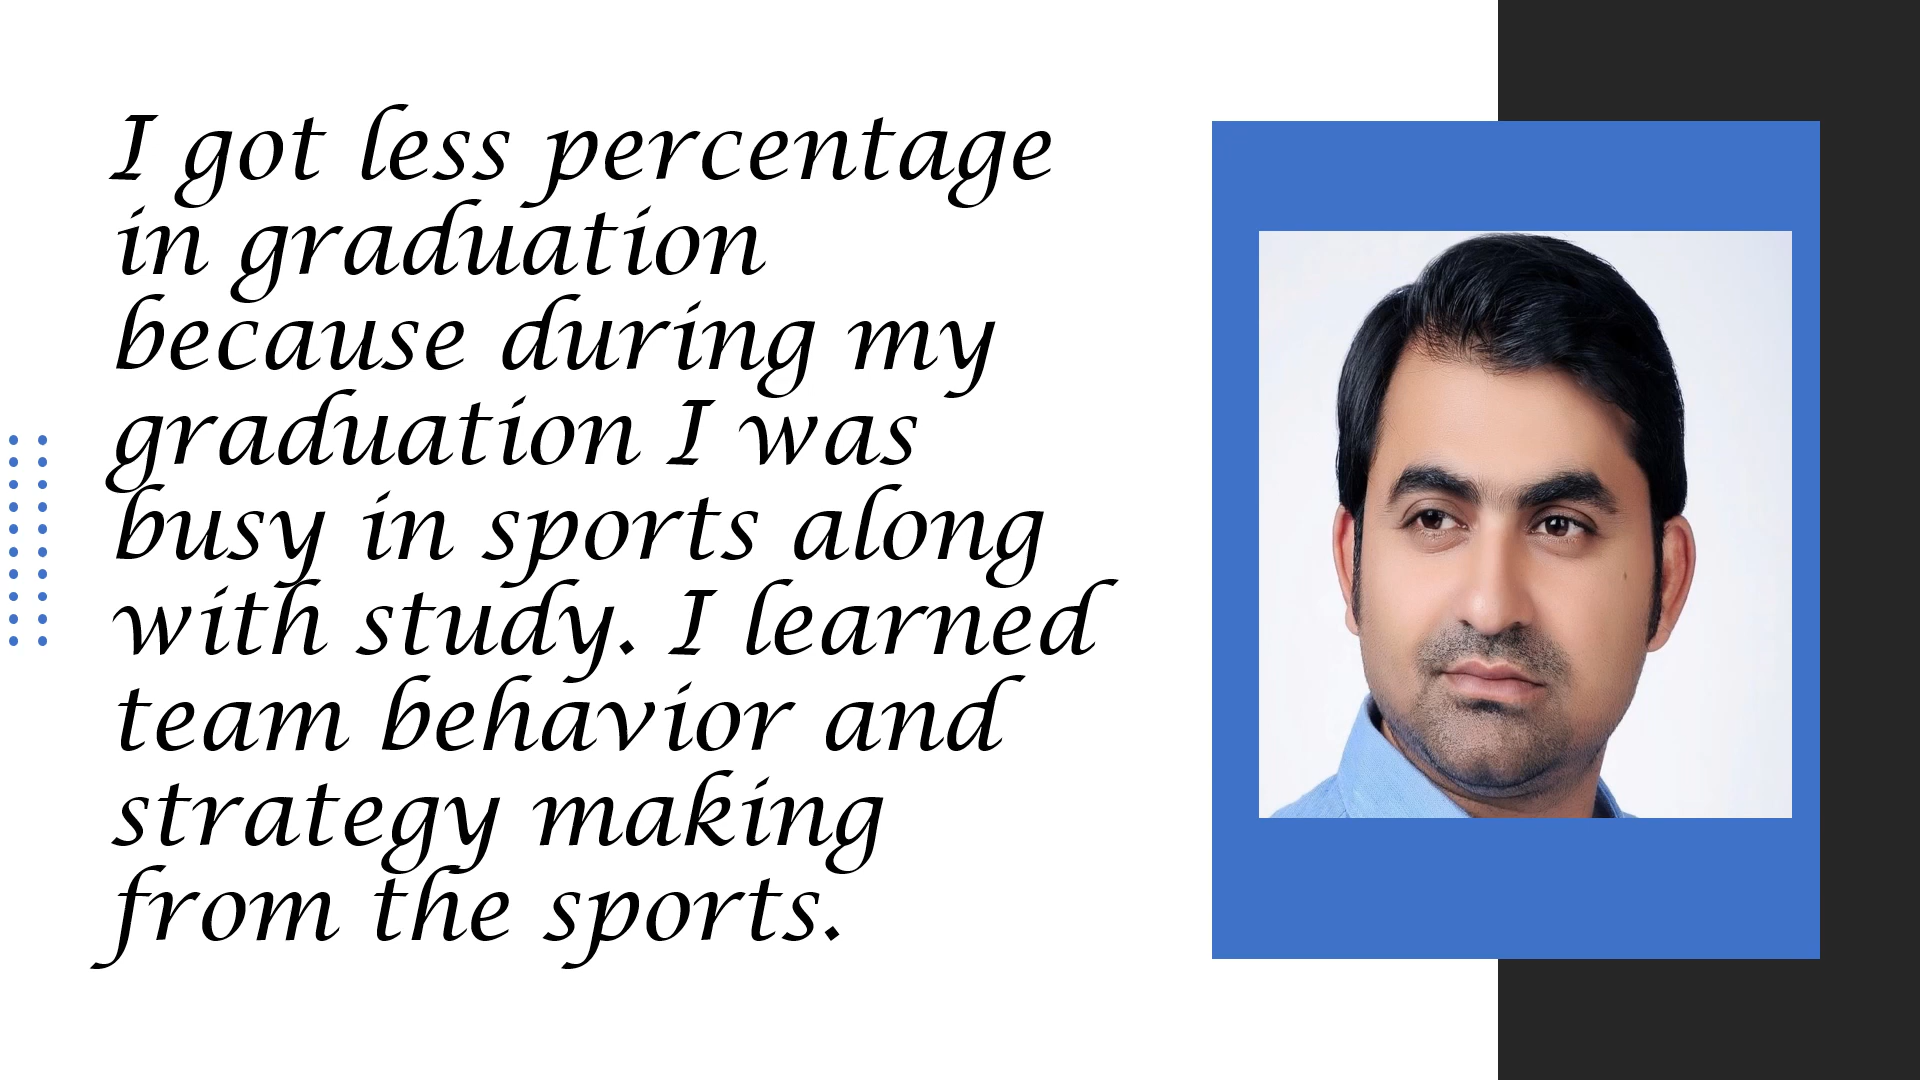 I got less percentage
in graduation
because during my
graduation I was
busy in sports along
with study. I learned
team behavior and
strategy making
from the sports.